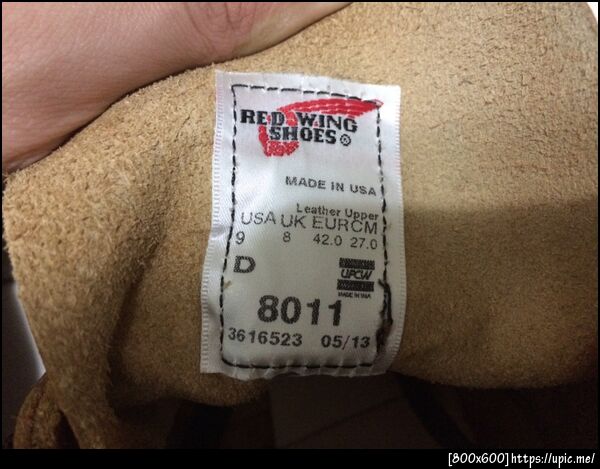 RED WING
SHOES®
MADE IN USA
Leather Upper
USA UK EUR CM
9 8 42.0 27.0
D
UFCW
MADE IN USA
8011
3616523 05/13
[800x600]https://upic.me/